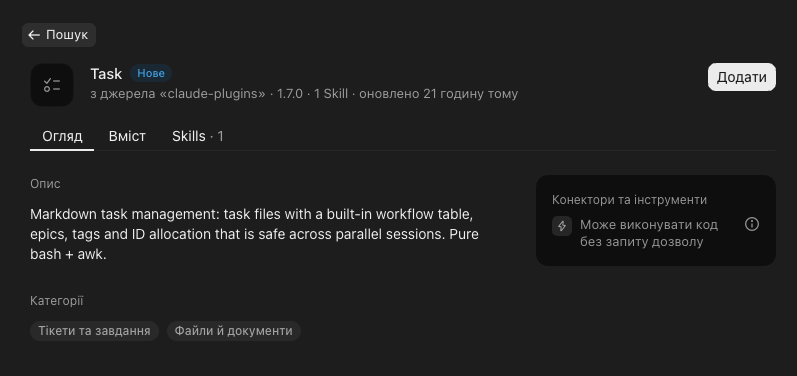 ← Пошук
Task Нове
з джерела «claude-plugins» · 1.7.0 · 1 Skill · оновлено 21 годину тому
Додати
Огляд Вміст Skills · 1
Опис
Markdown task management: task files with a built-in workflow table,
epics, tags and ID allocation that is safe across parallel sessions. Pure
bash + awk.
Конектори та інструменти
Може виконувати код
без запиту дозволу
Категорії
Тікети та завдання Файли й документи